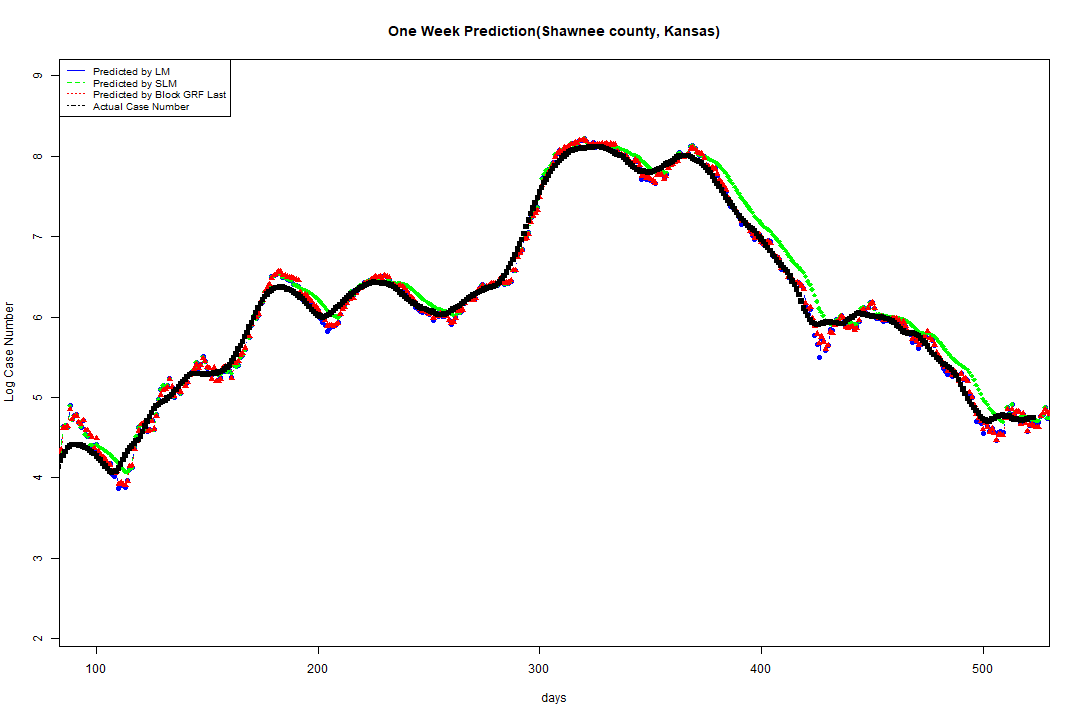 One Week Prediction(Shawnee county, Kansas)
Predicted by LM
Predicted by SLM
Predicted by Block GRF Last
Actual Case Number
Log Case Number
9
8
7
6
5
4
3
2
100 200 300 400 500
days